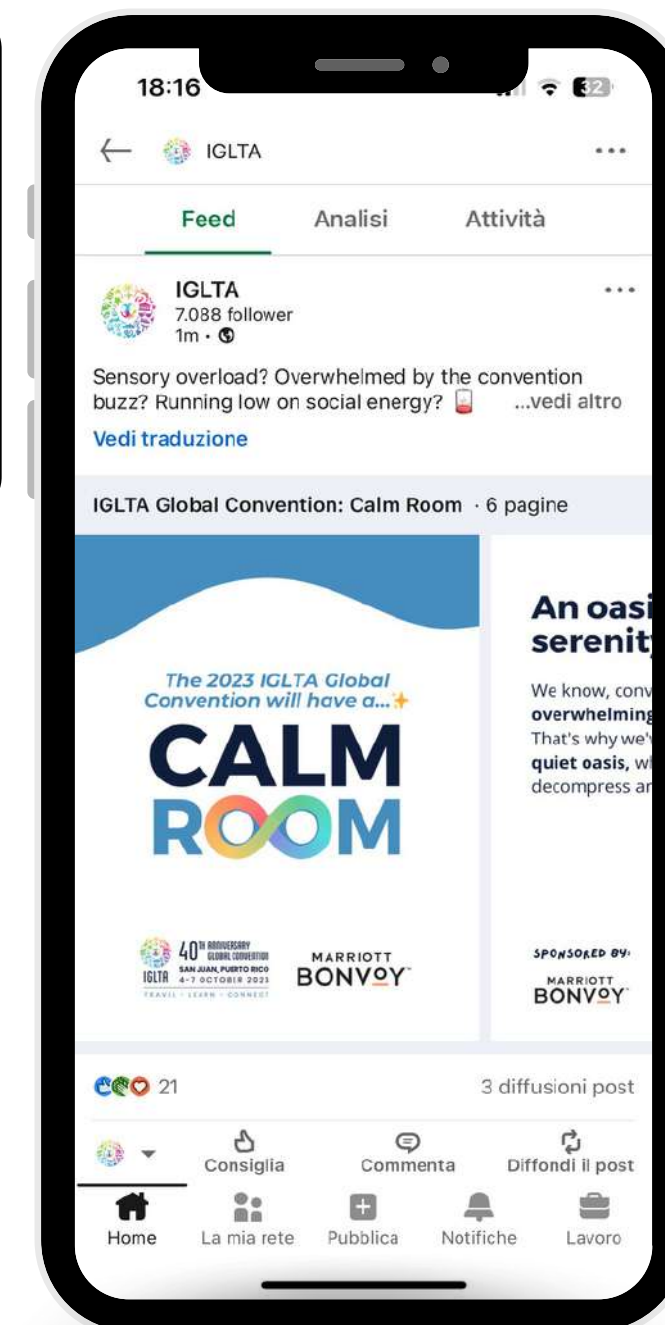 18:16
32
IGLTA
Feed Analisi Attività
IGLTA
7.088 follower
1m
Sensory overload? Overwhelmed by the convention
buzz? Running low on social energy? 🪫 ...vedi altro
Vedi traduzione
IGLTA Global Convention: Calm Room · 6 pagine
The 2023 IGLTA Global
Convention will have a...✨
CALM
ROOM
IGLTA
40TH ANNIVERSARY
GLOBAL CONVENTION
SAN JUAN, PUERTO RICO
4-7 OCTOBER 2023
TRAVEL · LEARN · CONNECT
MARRIOTT
BONVOY
An oasi
serenit
We know, conv
overwhelming
That's why we'
quiet oasis, w
decompress a
SPONSORED BY:
MARRIOTT
BONVOY
21
3 diffusioni post
Consiglia Commenta Diffondi il post
Home La mia rete Pubblica Notifiche Lavoro